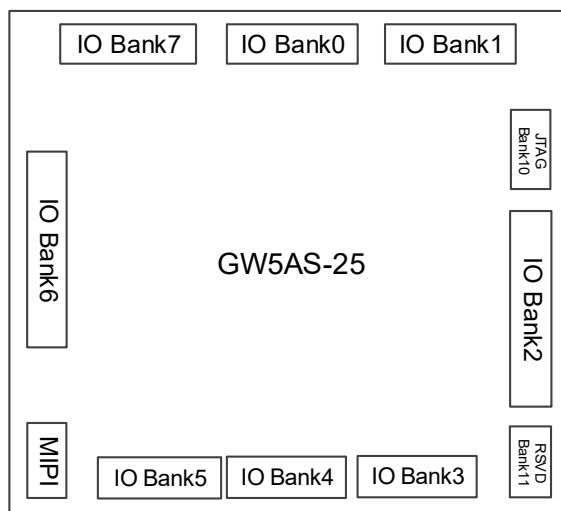 IO Bank7
IO Bank0
IO Bank1
JTAG
Bank10
IO Bank6
GW5AS-25
IO Bank2
MIPI
IO Bank5
IO Bank4
IO Bank3
RSVD
Bank11